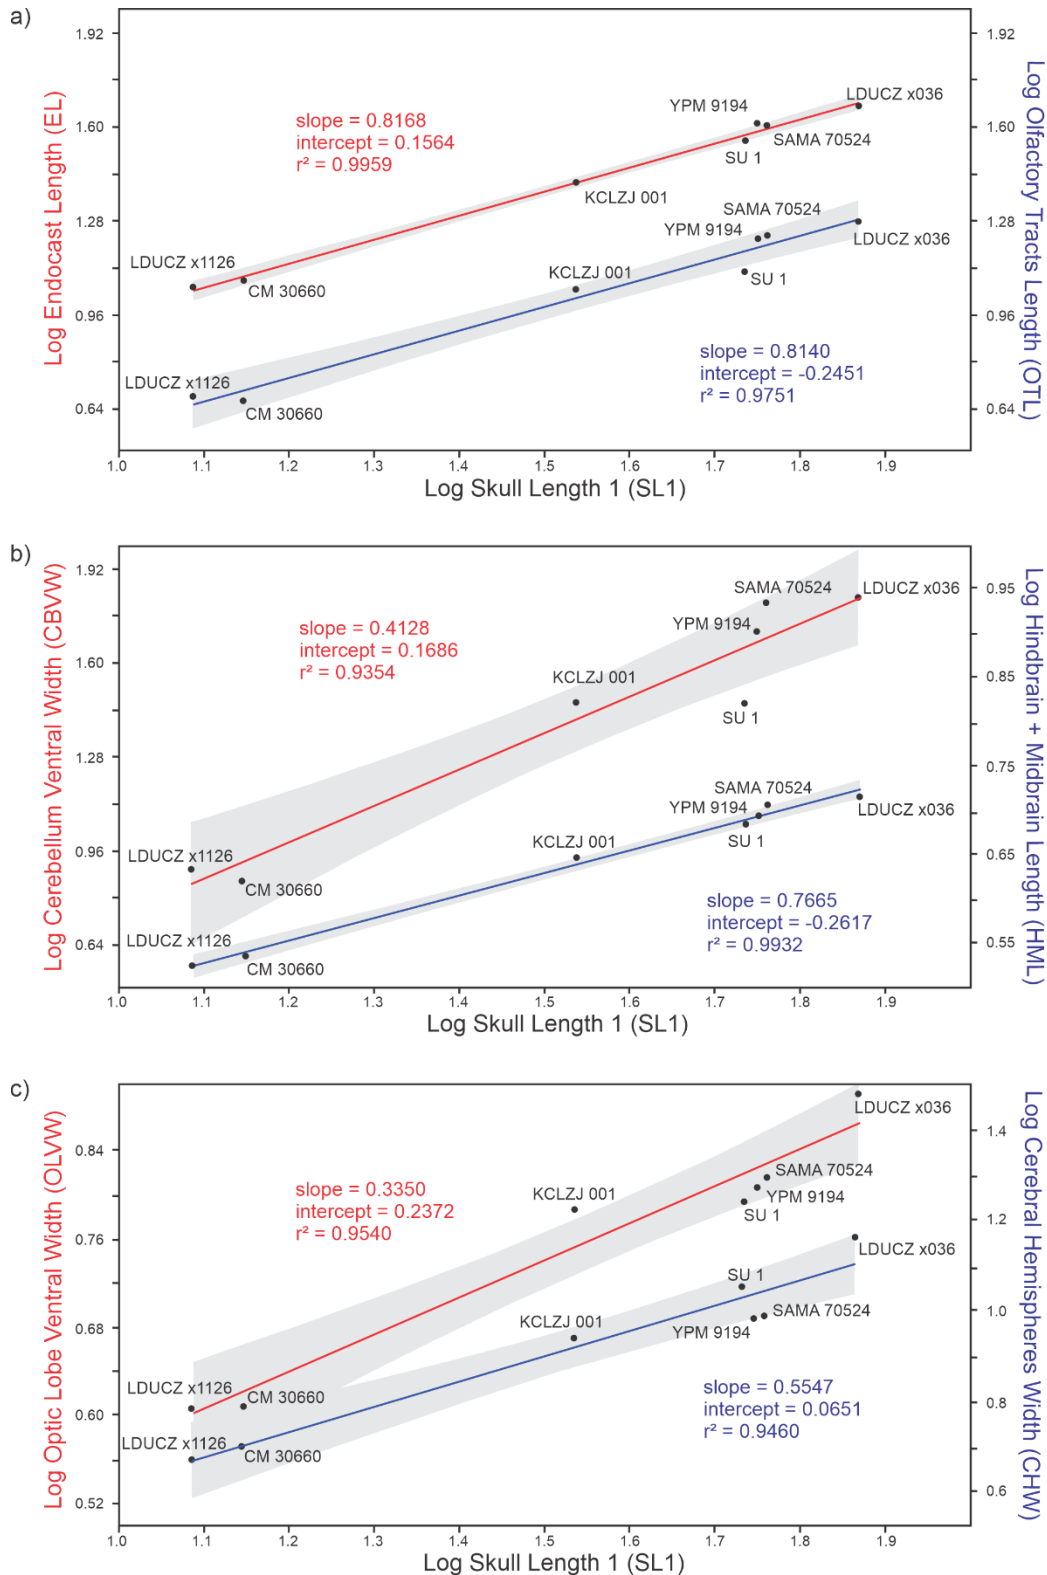 a)
Log Endocast Length (EL)
1.92
1.60
1.28
0.96
0.64
slope = 0.8168
intercept = 0.1564
r² = 0.9959
LDUCZ x1126
CM 30660
KCLZJ 001
YPM 9194
SU 1
SAMA 70524
LDUCZ x036
LDUCZ x1126
CM 30660
KCLZJ 001
SAMA 70524
YPM 9194
SU 1
LDUCZ x036
slope = 0.8140
intercept = -0.2451
r² = 0.9751
1.92
1.60
1.28
0.96
0.64
Log Olfactory Tracts Length (OTL)
1.0 1.1 1.2 1.3 1.4 1.5 1.6 1.7 1.8 1.9
Log Skull Length 1 (SL1)
b)
Log Cerebellum Ventral Width (CBVW)
1.92
1.60
1.28
0.96
0.64
slope = 0.4128
intercept = 0.1686
r² = 0.9354
LDUCZ x1126
CM 30660
KCLZJ 001
SAMA 70524
YPM 9194
SU 1
LDUCZ x036
LDUCZ x1126
CM 30660
KCLZJ 001
SAMA 70524
YPM 9194
SU 1
LDUCZ x036
slope = 0.7665
intercept = -0.2617
r² = 0.9932
0.95
0.85
0.75
0.65
0.55
Log Hindbrain + Midbrain Length (HML)
1.0 1.1 1.2 1.3 1.4 1.5 1.6 1.7 1.8 1.9
Log Skull Length 1 (SL1)
c)
Log Optic Lobe Ventral Width (OLVW)
0.84
0.76
0.68
0.60
0.52
slope = 0.3350
intercept = 0.2372
r² = 0.9540
LDUCZ x1126
CM 30660
KCLZJ 001
SAMA 70524
YPM 9194
SU 1
LDUCZ x036
LDUCZ x1126
CM 30660
KCLZJ 001
SU 1
YPM 9194
SAMA 70524
LDUCZ x036
slope = 0.5547
intercept = 0.0651
r² = 0.9460
1.4
1.2
1.0
0.8
0.6
Log Cerebral Hemispheres Width (CHW)
1.0 1.1 1.2 1.3 1.4 1.5 1.6 1.7 1.8 1.9
Log Skull Length 1 (SL1)